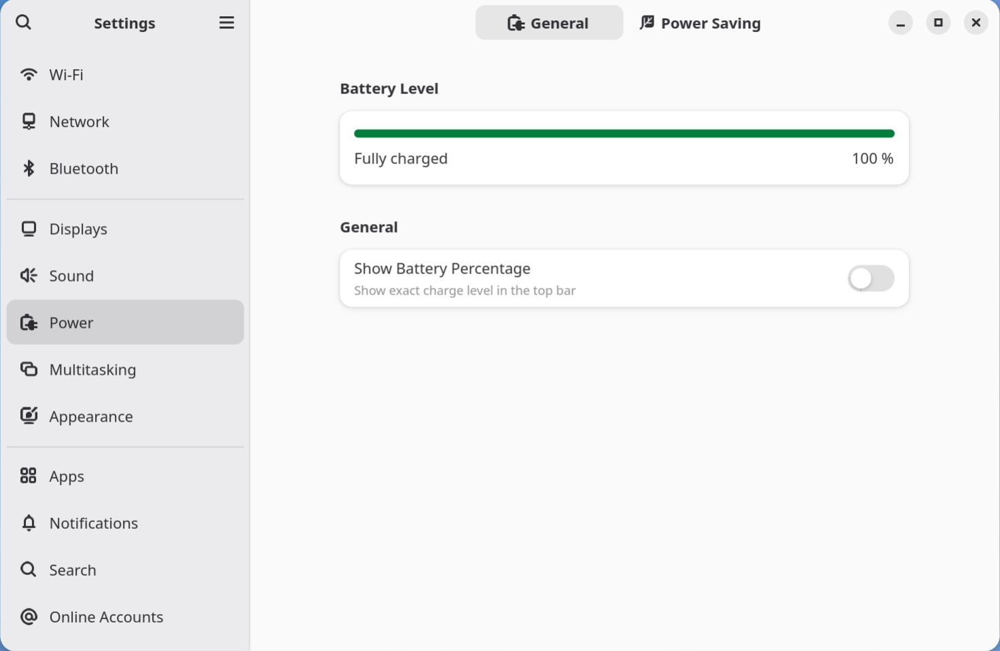 Settings
General
Power Saving
Wi-Fi
Network
Bluetooth
Displays
Sound
Power
Multitasking
Appearance
Apps
Notifications
Search
Online Accounts
Battery Level
Fully charged
100 %
General
Show Battery Percentage
Show exact charge level in the top bar